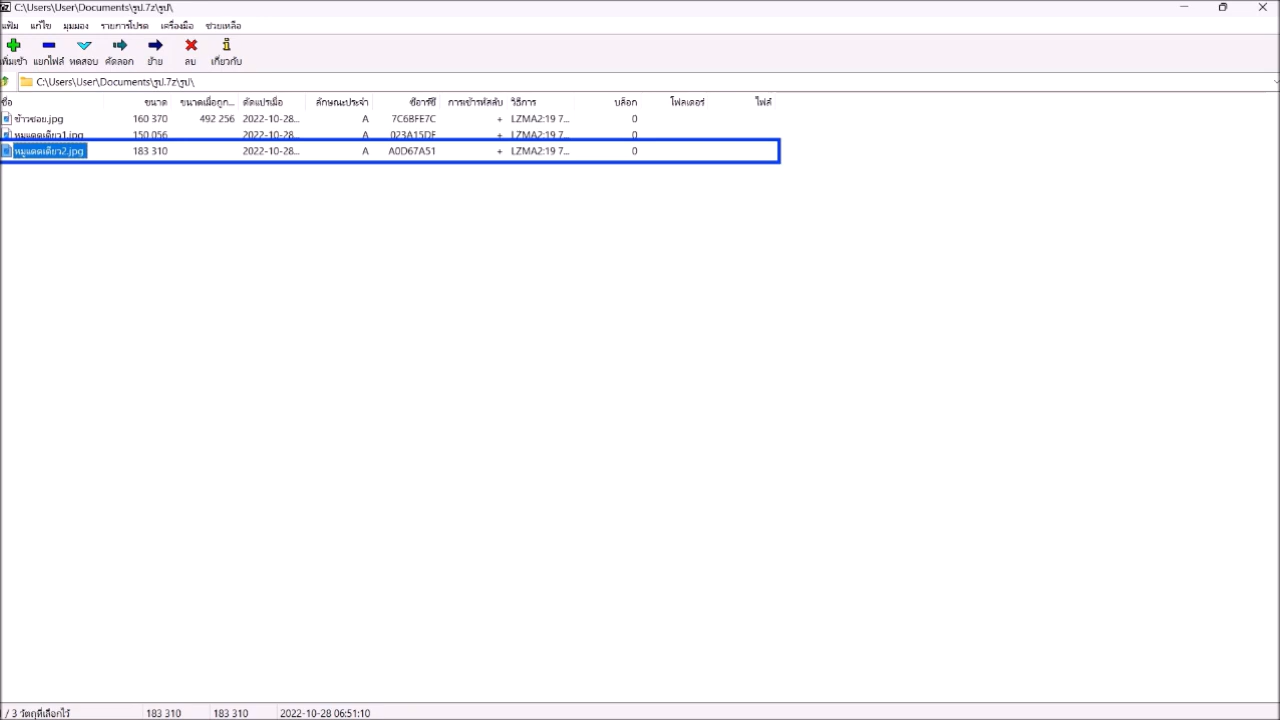 C:\Users\User\Documents\รูป.7z\รูป\
แฟ้ม แก้ไข มุมมอง รายการโปรด เครื่องมือ ช่วยเหลือ
เพิ่มเข้า แยกไฟล์ ทดสอบ คัดลอก ย้าย ลบ เกี่ยวกับ
C:\Users\User\Documents\รูป.7z\รูป\
ชื่อ ขนาด ขนาดเมื่อถูก... ดัดแปรเมื่อ ลักษณะประจำ ซีอาร์ซี การเข้ารหัสลับ วิธีการ บล็อก โฟลเดอร์ ไฟล์
ข้าวซอย.jpg 160 370 492 256 2022-10-28... A 7C6BFE7C + LZMA2:19 7... 0
หมูแดดเดียว1.jpg 150 056 2022-10-28... A 023A15DF + LZMA2:19 7... 0
หมูแดดเดียว2.jpg 183 310 2022-10-28... A A0D67A51 + LZMA2:19 7... 0
/ 3 วัตถุที่เลือกไว้ 183 310 183 310 2022-10-28 06:51:10